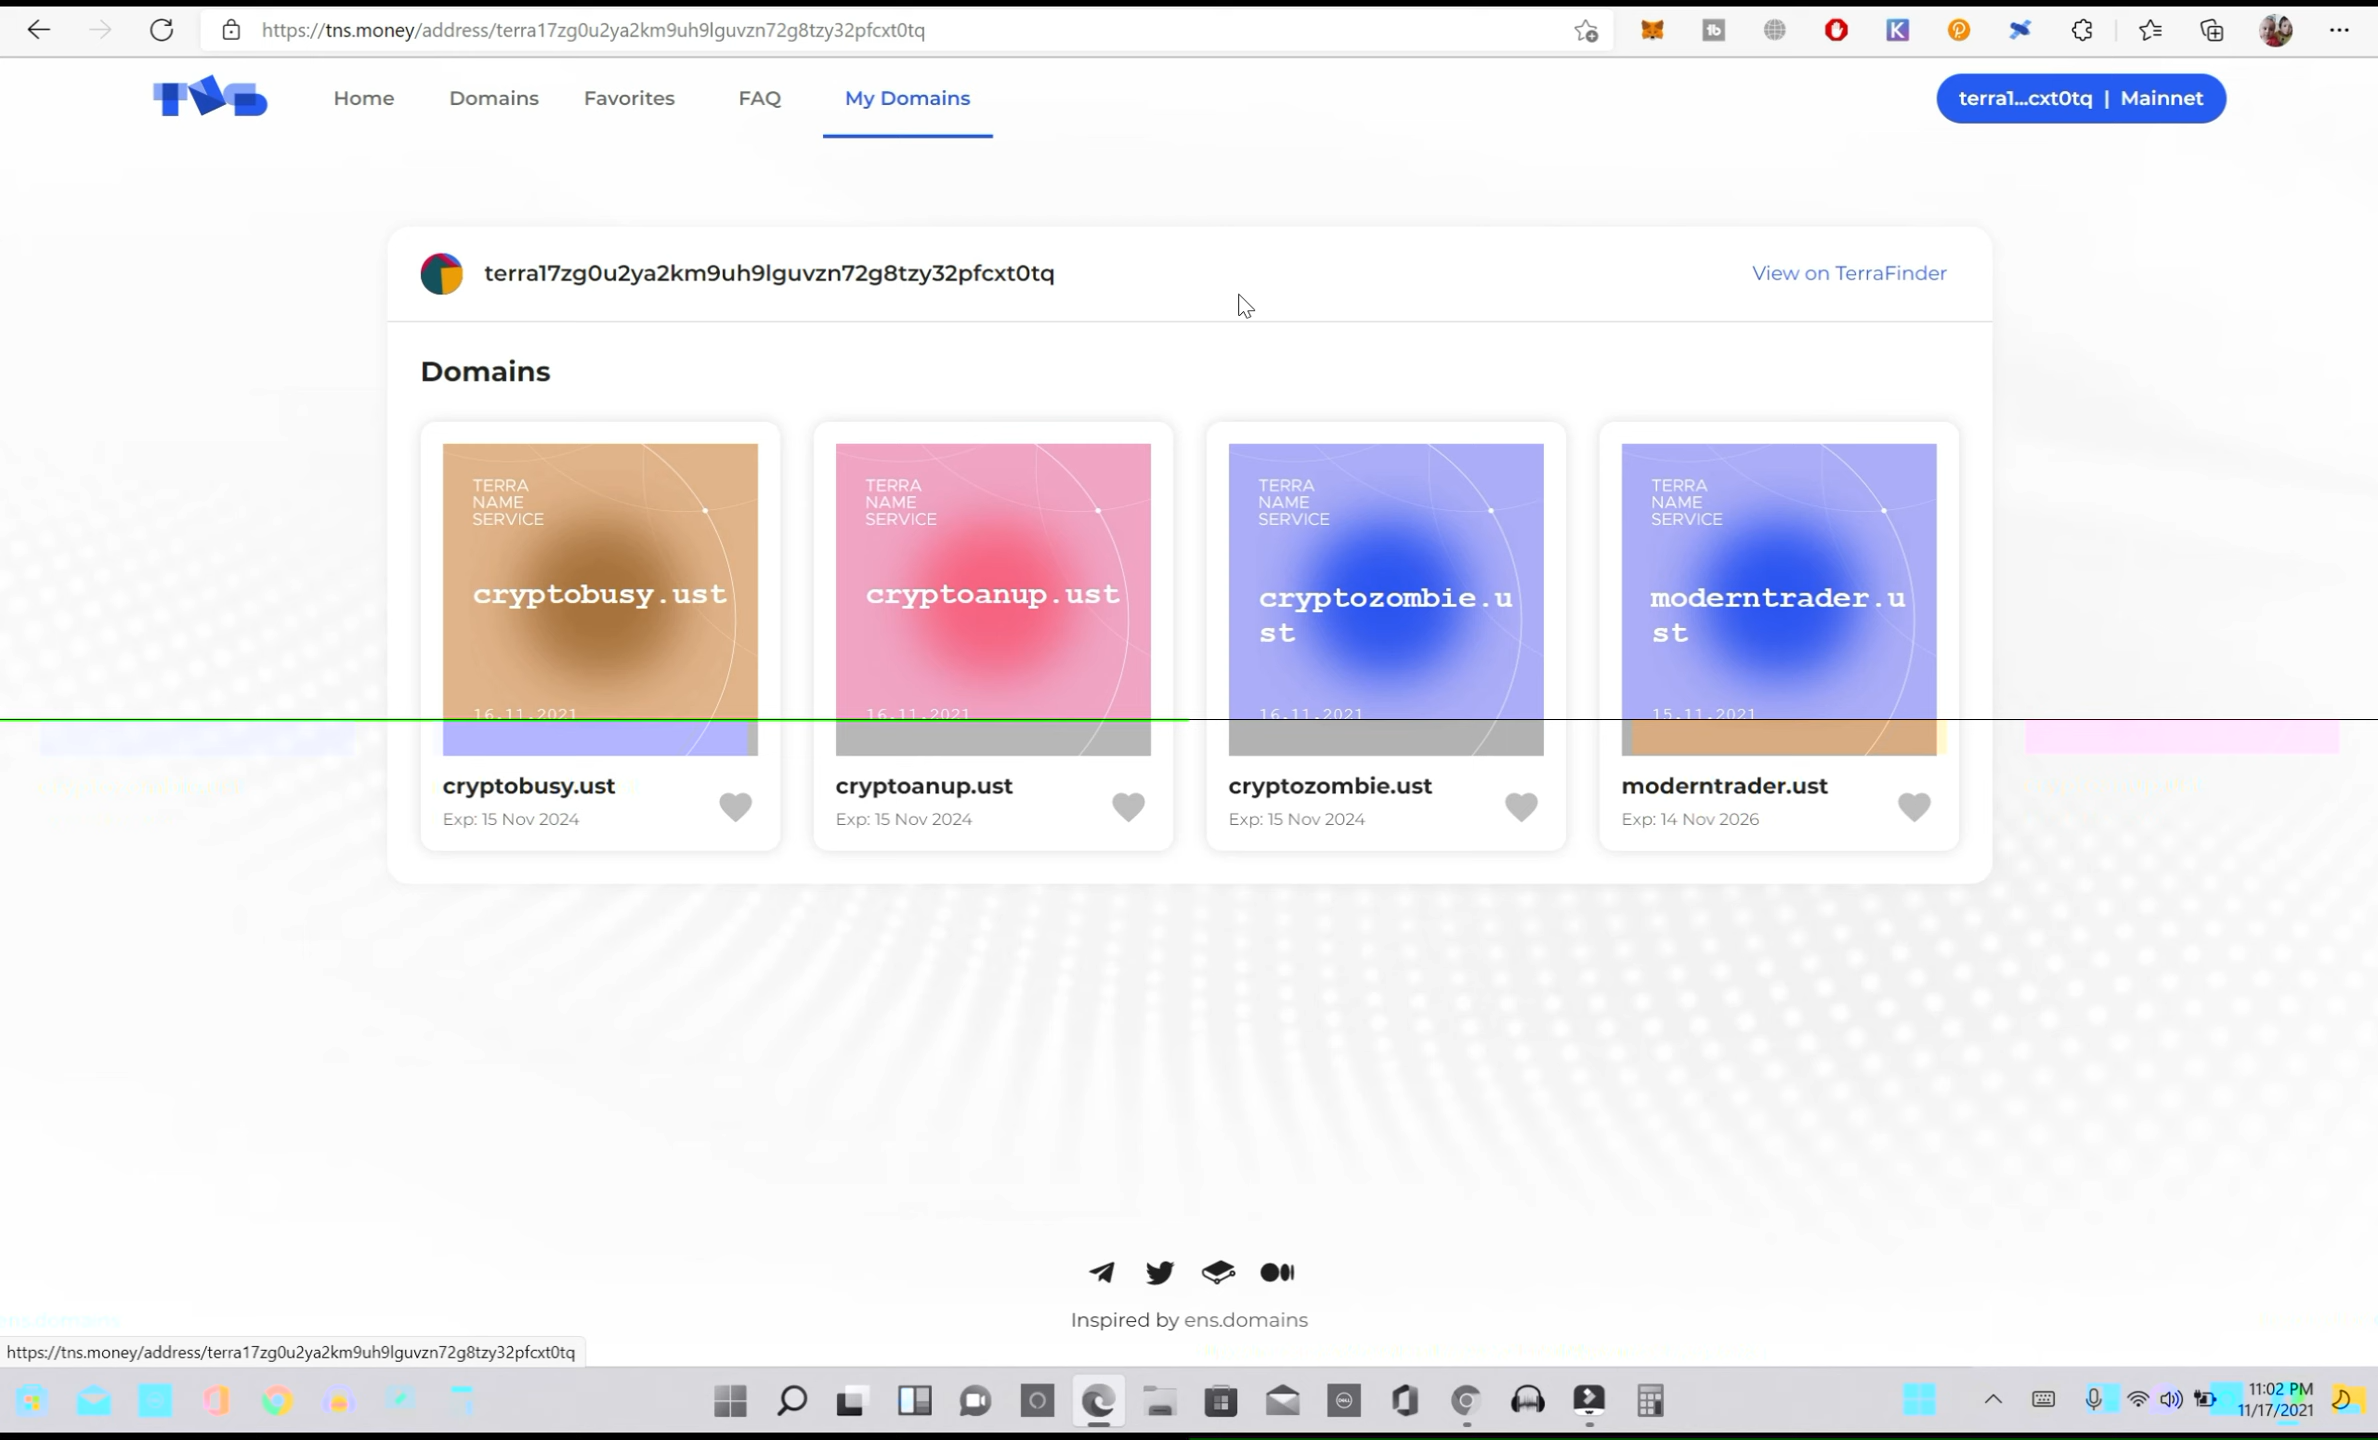 https://tns.money/address/terra17zg0u2ya2km9uh9lguvzn72g8tzy32pfcxt0tq
TNS
Home
Domains
Favorites
FAQ
My Domains
terra1...cxt0tq | Mainnet
terra17zg0u2ya2km9uh9lguvzn72g8tzy32pfcxt0tq
View on TerraFinder
Domains
TERRA
NAME
SERVICE
cryptobusy.ust
16.11.2021
cryptobusy.ust
Exp: 15 Nov 2024
TERRA
NAME
SERVICE
cryptoanup.ust
16.11.2021
cryptoanup.ust
Exp: 15 Nov 2024
TERRA
NAME
SERVICE
cryptozombie.u
st
16.11.2021
cryptozombie.ust
Exp: 15 Nov 2024
TERRA
NAME
SERVICE
moderntrader.u
st
15.11.2021
moderntrader.ust
Exp: 14 Nov 2026
Inspired by ens.domains
https://tns.money/address/terra17zg0u2ya2km9uh9lguvzn72g8tzy32pfcxt0tq
11:02 PM
11/17/2021